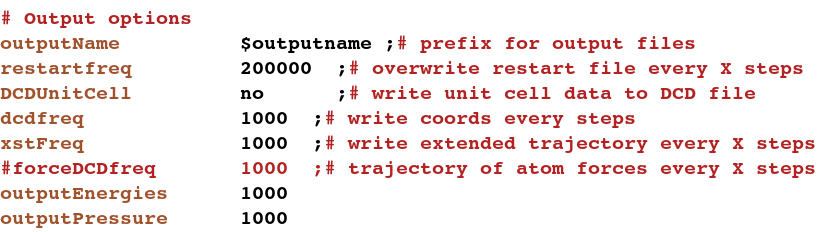 # Output options
outputName          $outputname ;# prefix for output files
restartfreq         200000  ;# overwrite restart file every X steps
DCDUnitCell         no      ;# write unit cell data to DCD file
dcdfreq             1000  ;# write coords every steps
xstFreq             1000  ;# write extended trajectory every X steps
#forceDCDfreq       1000  ;# trajectory of atom forces every X steps
outputEnergies      1000
outputPressure      1000